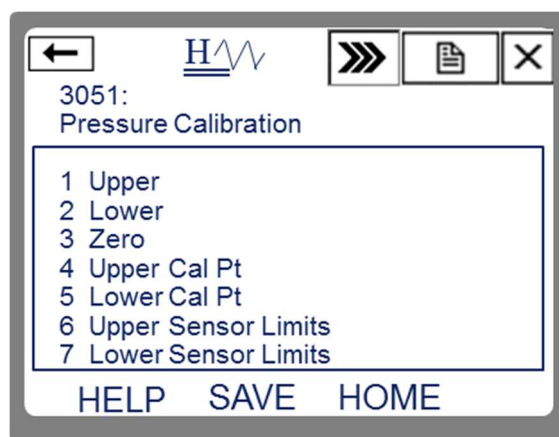 H
3051:
Pressure Calibration
1 Upper
2 Lower
3 Zero
4 Upper Cal Pt
5 Lower Cal Pt
6 Upper Sensor Limits
7 Lower Sensor Limits
HELP SAVE HOME